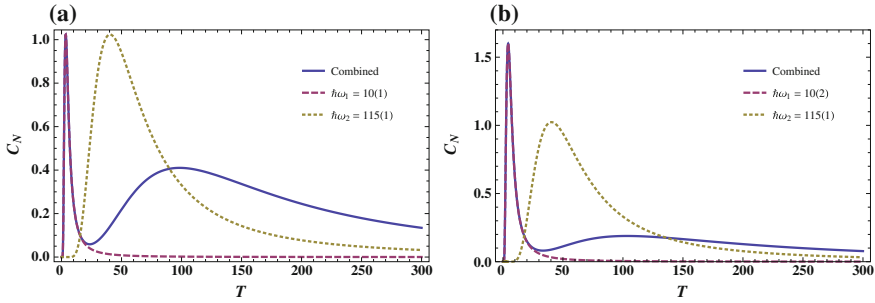 (a)
1.0
0.8
0.6
0.4
0.2
0.0
C_N
Combined
ℏω₁ = 10(1)
ℏω₂ = 115(1)
0 50 100 150 200 250 300
T
(b)
1.5
1.0
0.5
0.0
C_N
Combined
ℏω₁ = 10(2)
ℏω₂ = 115(1)
0 50 100 150 200 250 300
T